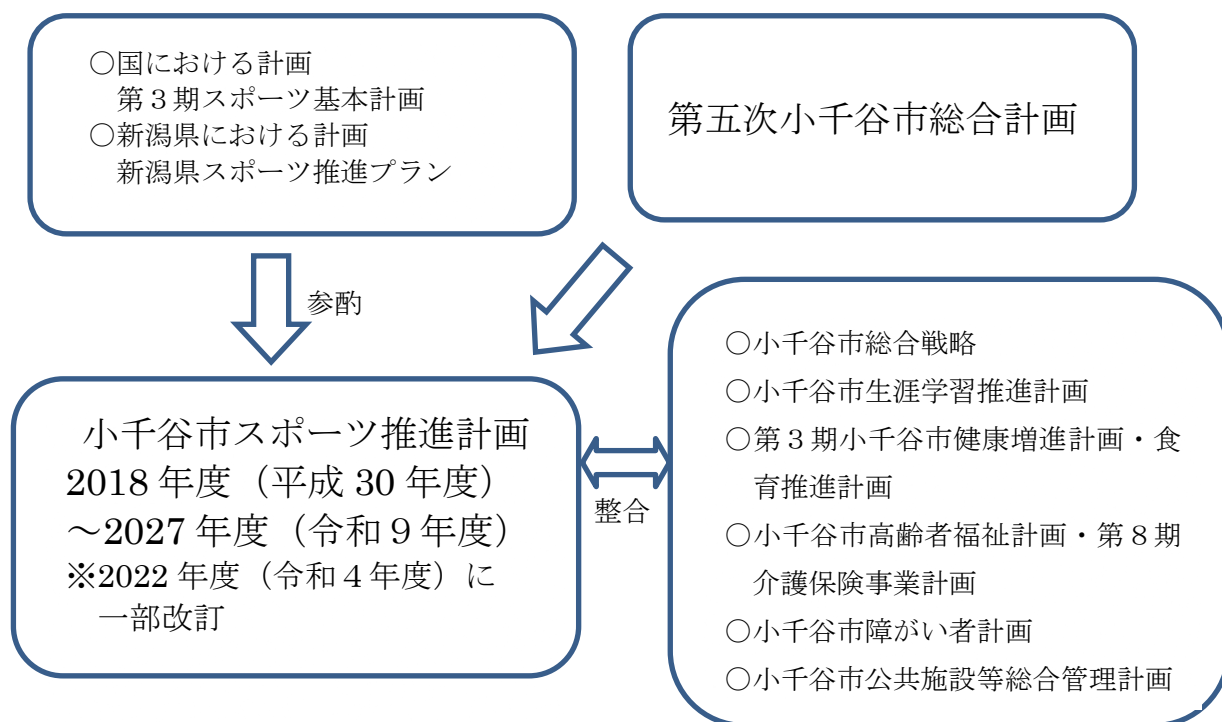 ○国における計画
第３期スポーツ基本計画
○新潟県における計画
新潟県スポーツ推進プラン
第五次小千谷市総合計画
参酌
小千谷市スポーツ推進計画
2018 年度（平成 30 年度）
～2027 年度（令和９年度）
※2022 年度（令和４年度）に
一部改訂
整合
○小千谷市総合戦略
○小千谷市生涯学習推進計画
○第３期小千谷市健康増進計画・食
育推進計画
○小千谷市高齢者福祉計画・第８期
介護保険事業計画
○小千谷市障がい者計画
○小千谷市公共施設等総合管理計画